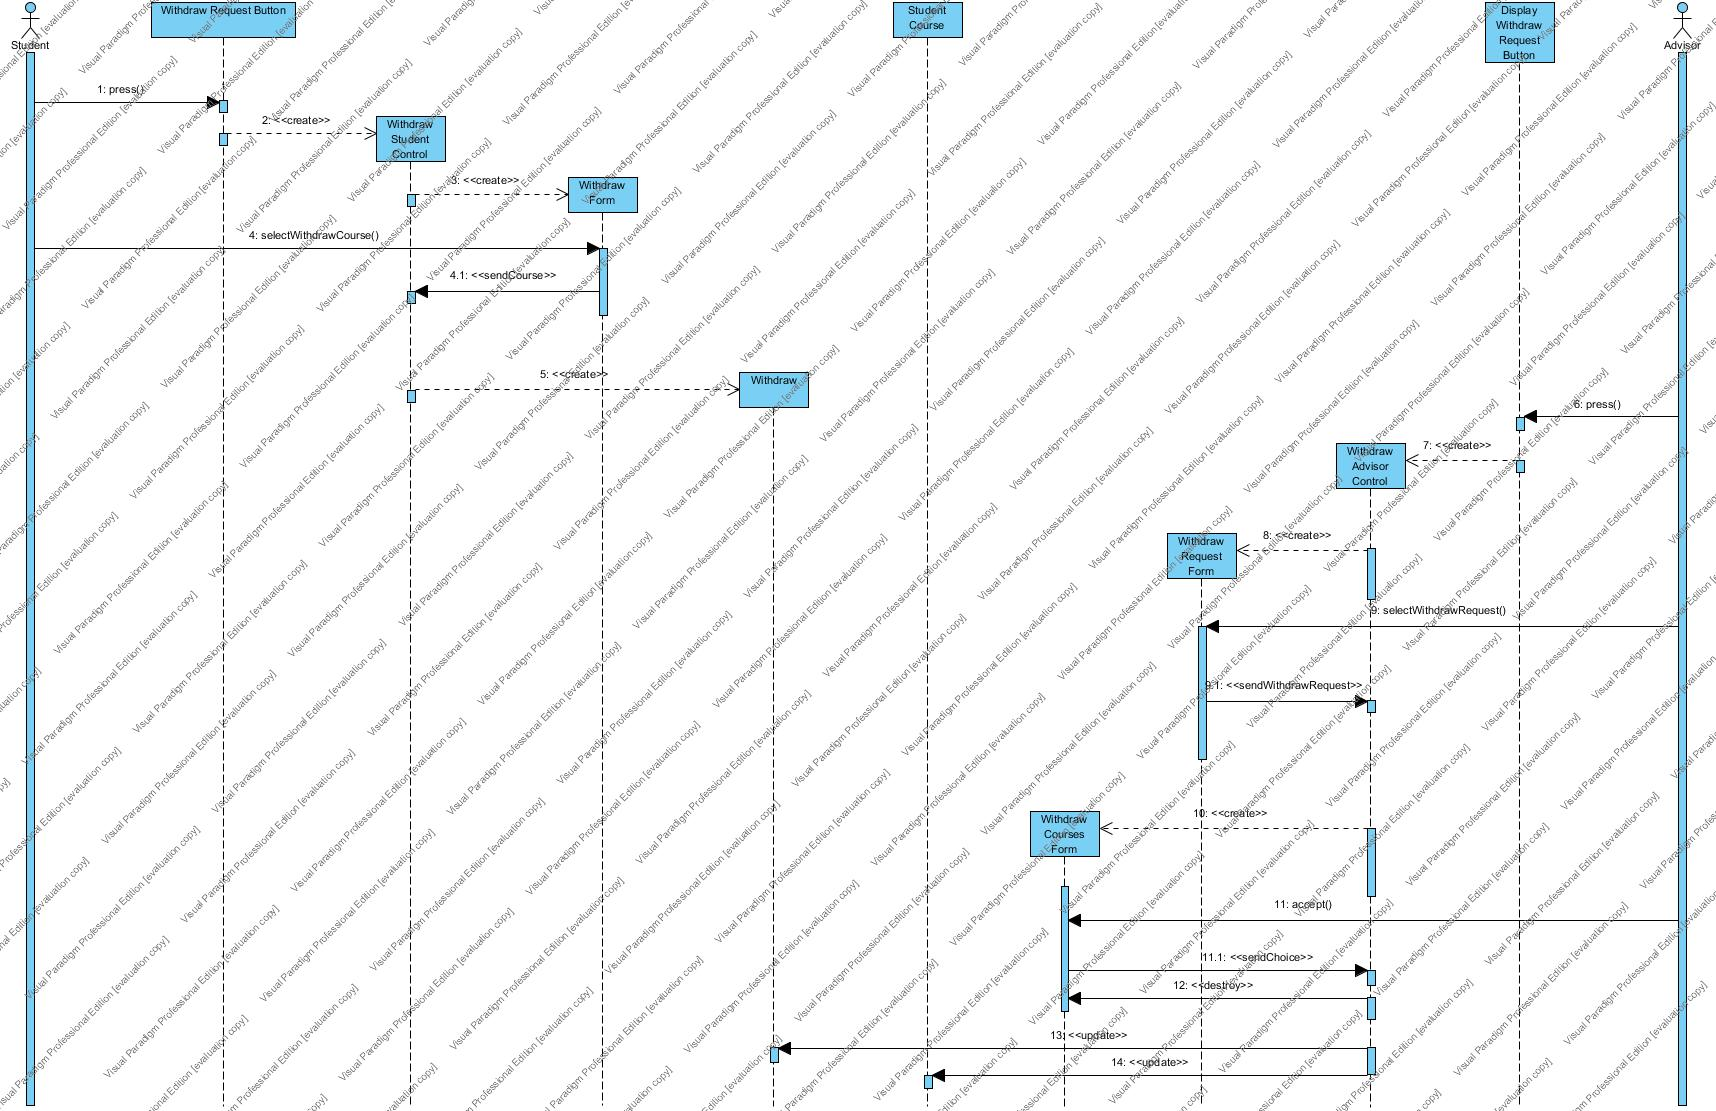 Withdraw Request Button
Student
Course
Display
Withdraw
Request
Button
Student
Advisor
1: press()
2: <<create>>
Withdraw
Student
Control
3: <<create>>
Withdraw
Form
4: selectWithdrawCourse()
4.1: <<sendCourse>>
5: <<create>>
Withdraw
6: press()
7: <<create>>
Withdraw
Advisor
Control
8: <<create>>
Withdraw
Request
Form
9: selectWithdrawRequest()
9.1: <<sendWithdrawRequest>>
10: <<create>>
Withdraw
Courses
Form
11: accept()
11.1: <<sendChoice>>
12: <<destroy>>
13: <<update>>
14: <<update>>
Visual Paradigm Professional Edition [evaluation copy]